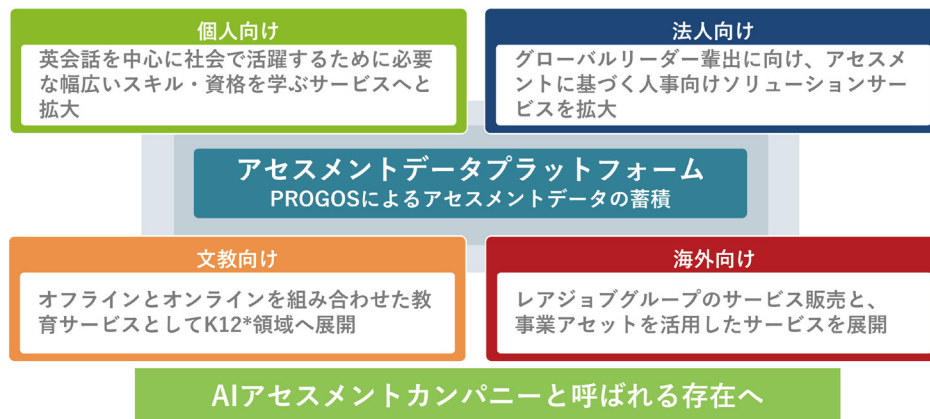 個人向け
英会話を中心に社会で活躍するために必要
な幅広いスキル・資格を学ぶサービスへと
拡大
法人向け
グローバルリーダー輩出に向け、アセスメ
ントに基づく人事向けソリューションサー
ビスを拡大
アセスメントデータプラットフォーム
PROGOSによるアセスメントデータの蓄積
文教向け
オフラインとオンラインを組み合わせた教
育サービスとしてK12*領域へ展開
海外向け
レアジョブグループのサービス販売と、
事業アセットを活用したサービスを展開
AIアセスメントカンパニーと呼ばれる存在へ